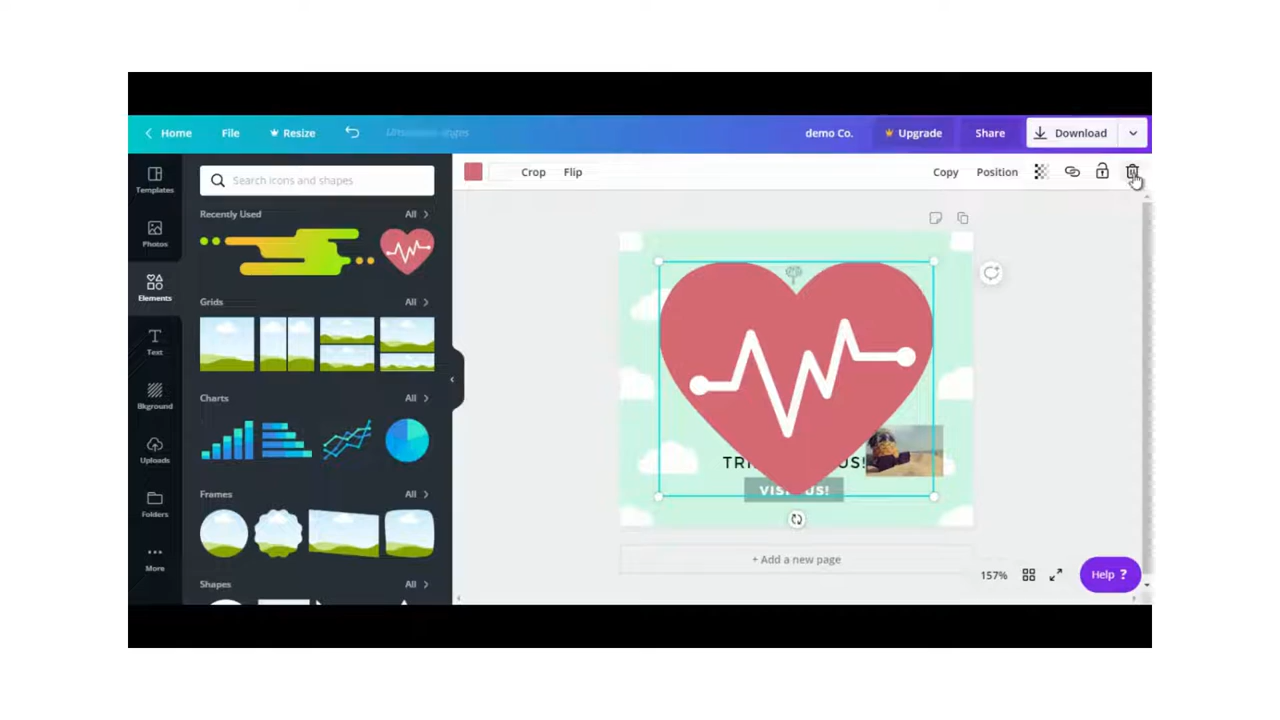 Home File Resize demo Co. Upgrade Share Download
Templates
Photos
Elements
Text
Bkground
Uploads
Folders
More
Search icons and shapes
Recently Used All
Grids All
Charts All
Frames All
Shapes All
Crop Flip Copy Position
US!
US!
+ Add a new page
157% Help ?